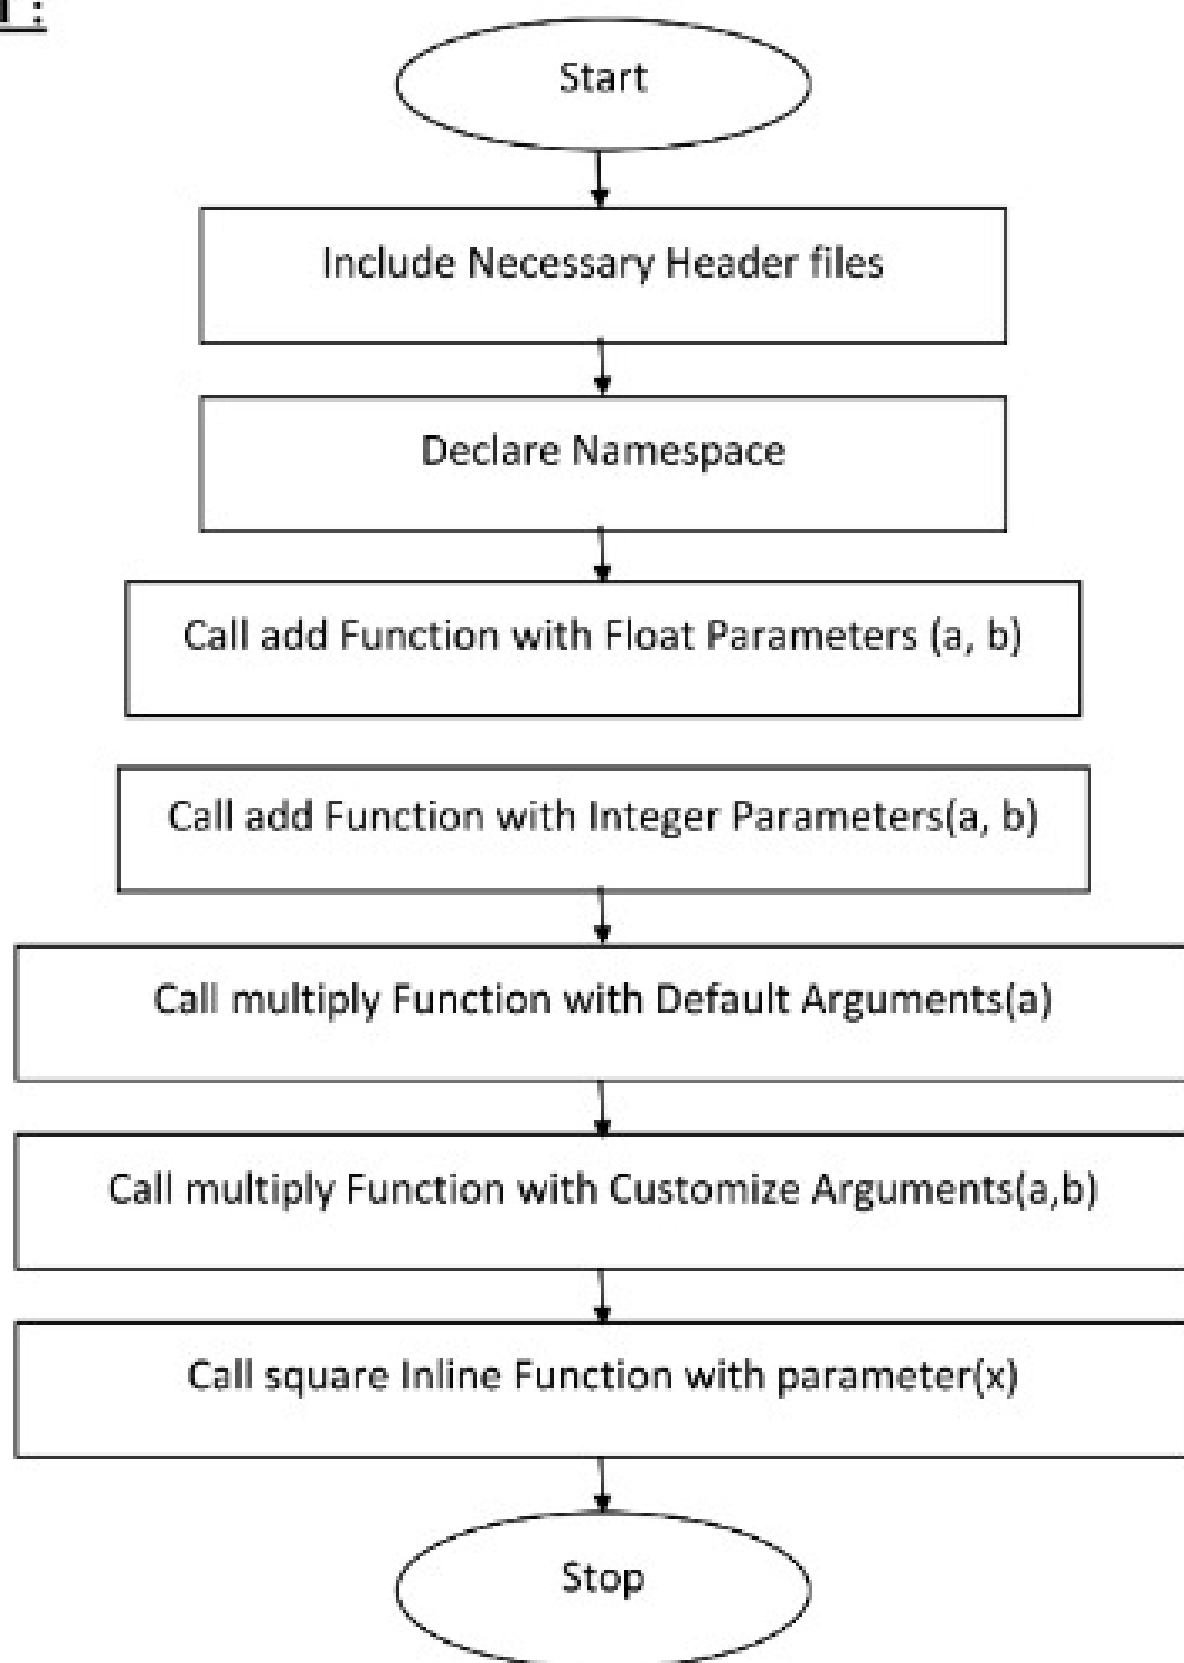 Start
Include Necessary Header files
Declare Namespace
Call add Function with Float Parameters (a, b)
Call add Function with Integer Parameters(a, b)
Call multiply Function with Default Arguments(a)
Call multiply Function with Customize Arguments(a,b)
Call square Inline Function with parameter(x)
Stop